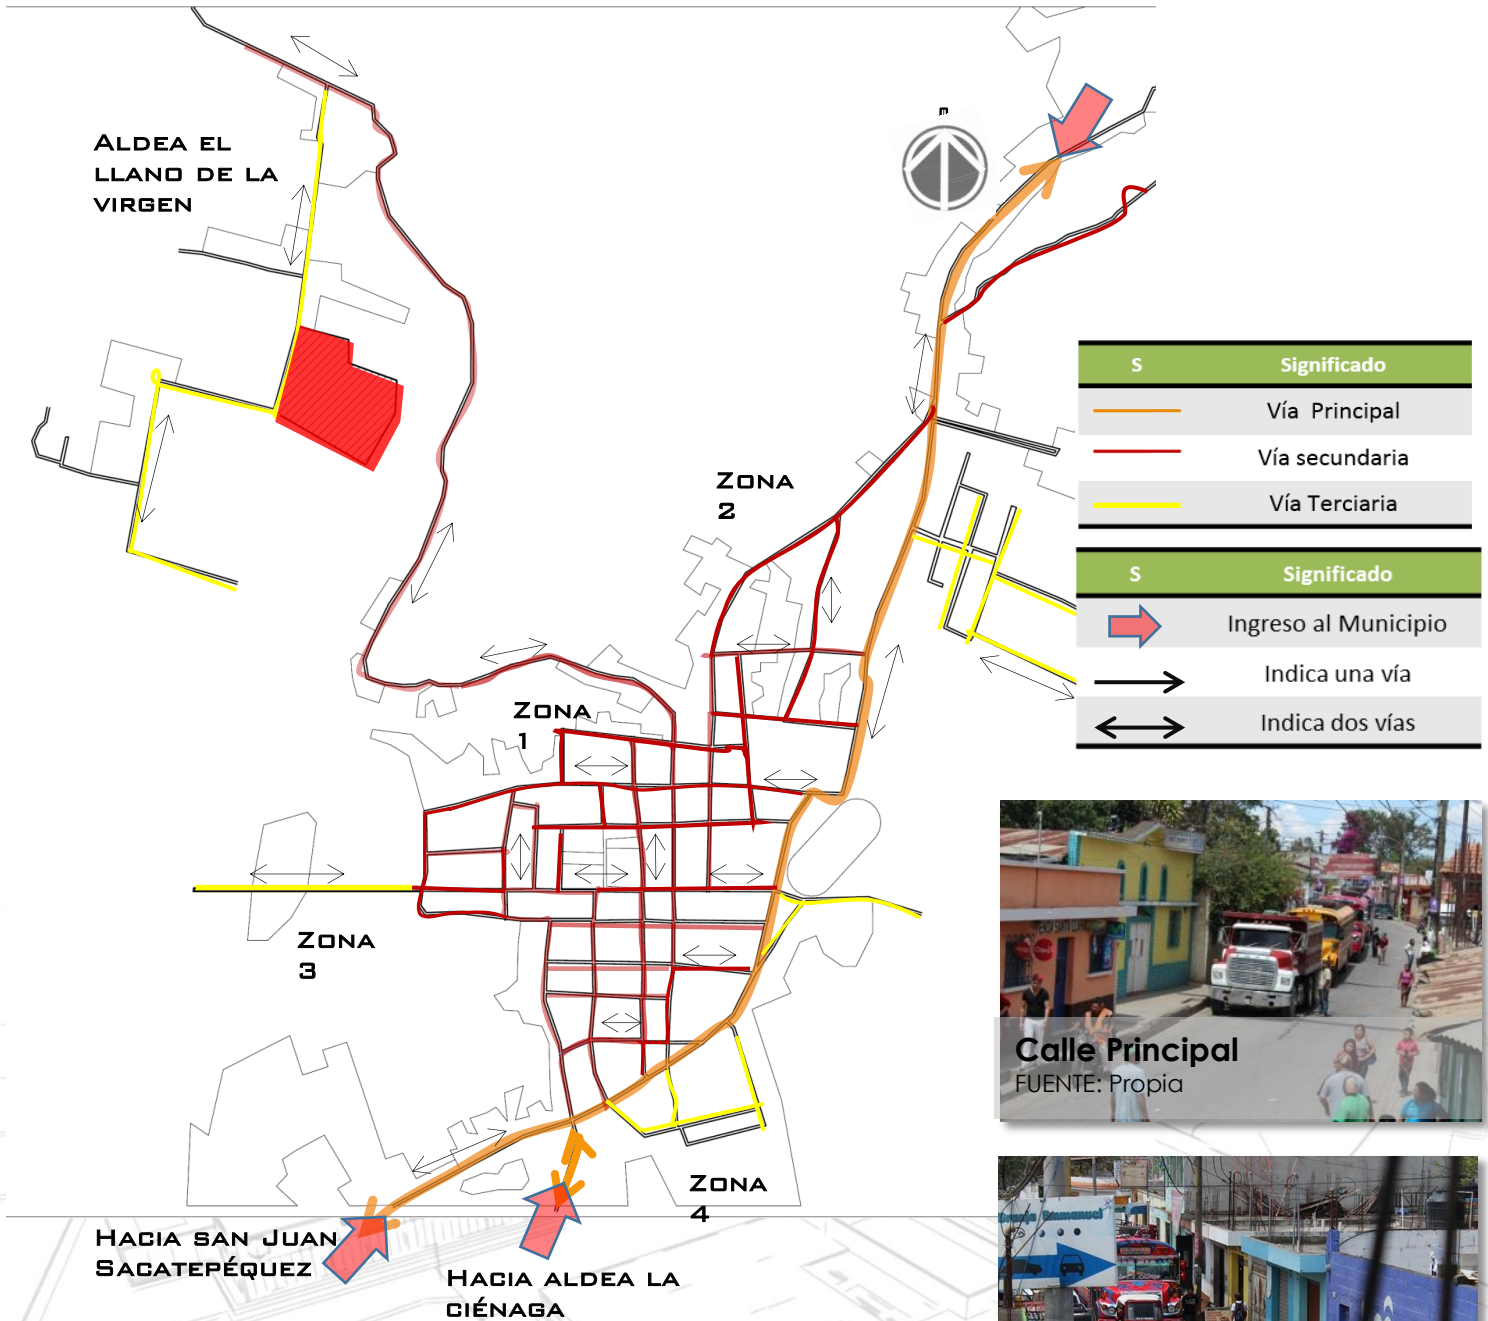 ALDEA EL
LLANO DE LA
VIRGEN
ZONA
2
ZONA
1
ZONA
3
ZONA
4
HACIA SAN JUAN
SACATEPÉQUEZ
HACIA ALDEA LA
CIÉNAGA
S Significado
Vía Principal
Vía secundaria
Vía Terciaria
S Significado
Ingreso al Municipio
Indica una vía
Indica dos vías
Calle Principal
FUENTE: Propia
Emmanuel